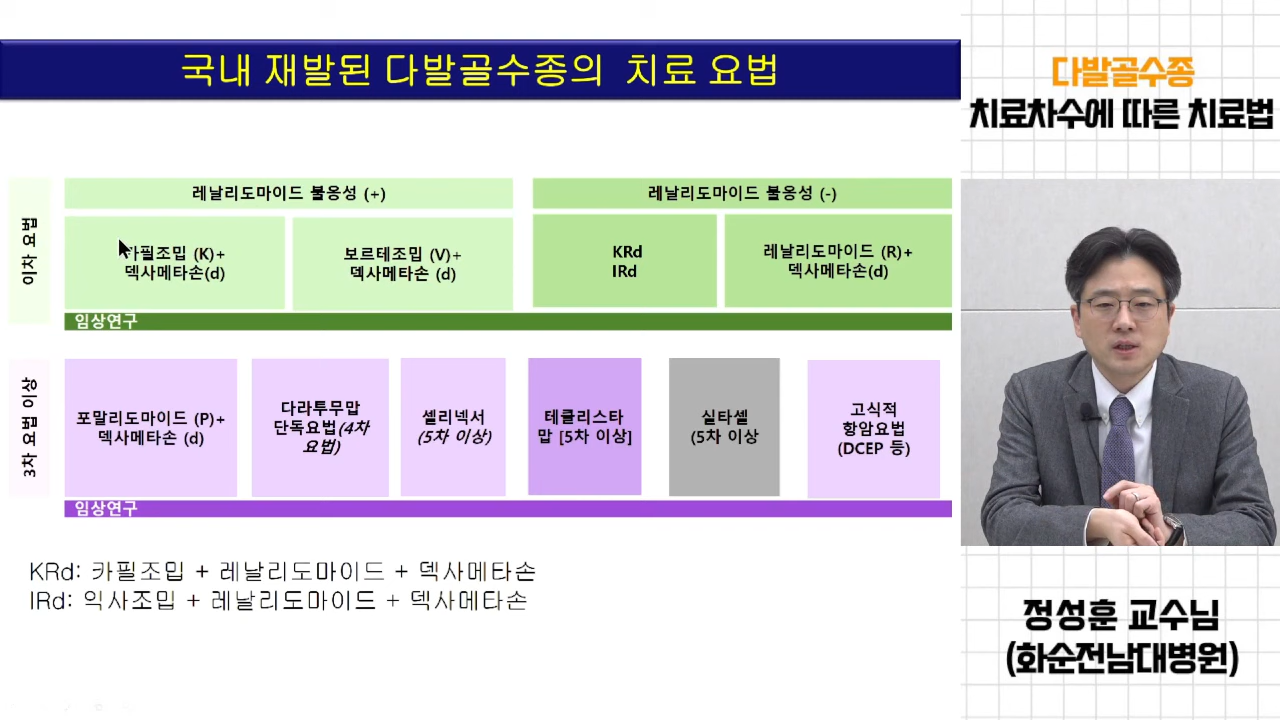 국내 재발된 다발골수종의 치료 요법
다발골수종
치료차수에 따른 치료법
이차 요법
레날리도마이드 불응성 (+)
레날리도마이드 불응성 (-)
카필조밉 (K)+
덱사메타손(d)
보르테조밉 (V)+
덱사메타손 (d)
KRd
IRd
레날리도마이드 (R)+
덱사메타손(d)
임상연구
3차 요법 이상
포말리도마이드 (P)+
덱사메타손 (d)
다라투무맙
단독요법(4차
요법)
셀리넥서
(5차 이상)
테클리스타
맙 [5차 이상]
실타셀
(5차 이상
고식적
항암요법
(DCEP 등)
임상연구
KRd: 카필조밉 + 레날리도마이드 + 덱사메타손
IRd: 익사조밉 + 레날리도마이드 + 덱사메타손
정성훈 교수님
(화순전남대병원)